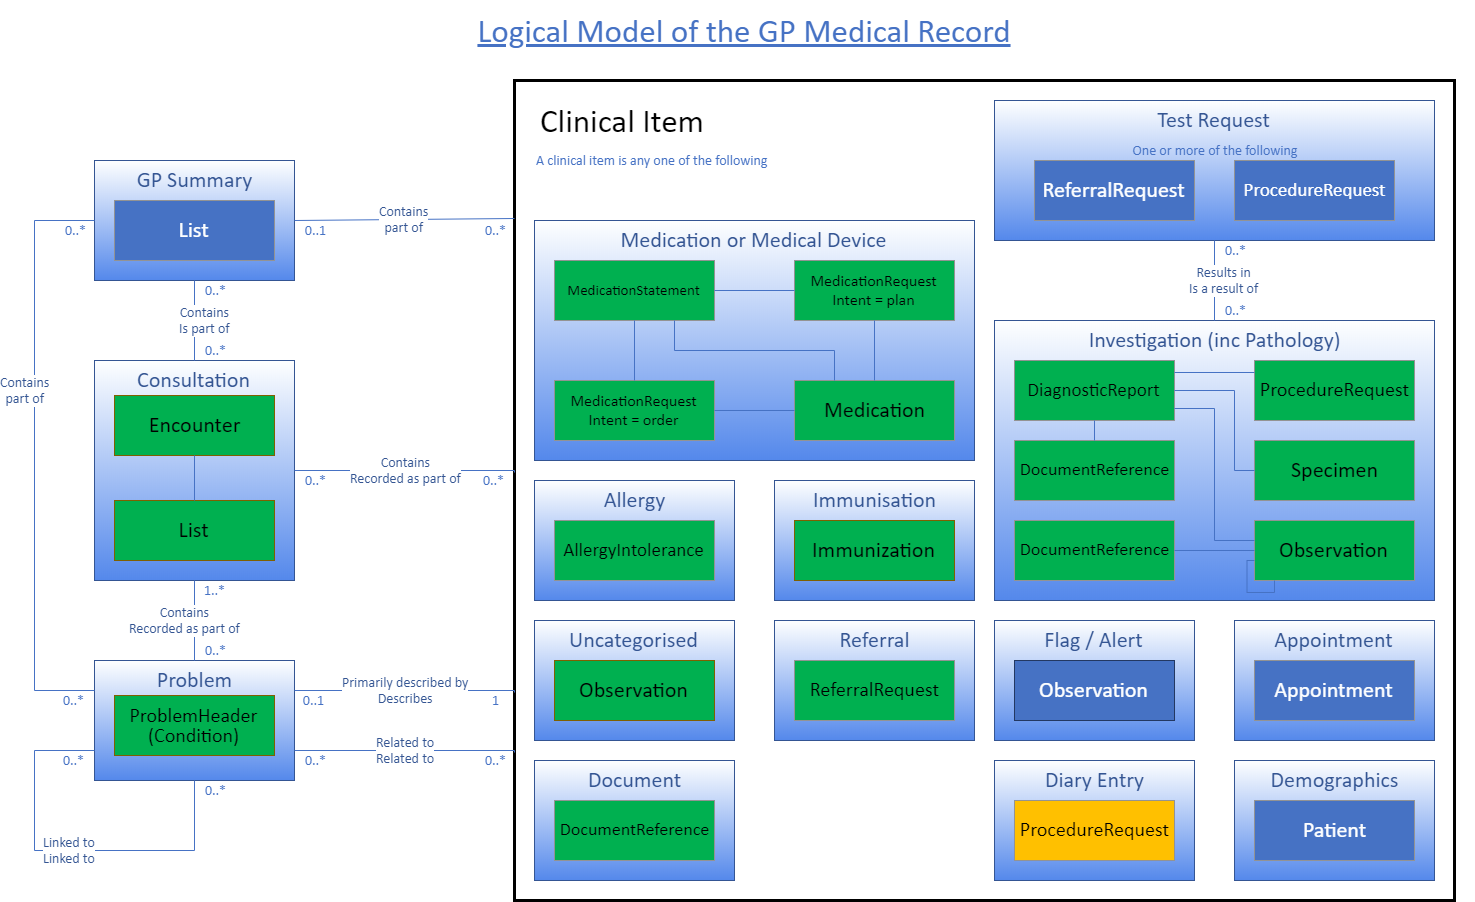 Logical Model of the GP Medical Record
GP Summary
List
0..*
0..1
Contains
part of
0..*
0..*
Contains
Is part of
0..*
Contains
part of
Consultation
Encounter
List
0..*
Contains
Recorded as part of
0..*
1..*
Contains
Recorded as part of
0..*
Problem
ProblemHeader
(Condition)
0..*
0..1
Primarily described by
Describes
1
0..*
0..*
Related to
Related to
0..*
0..*
Linked to
Linked to
Clinical Item
A clinical item is any one of the following
Medication or Medical Device
MedicationStatement
MedicationRequest
Intent = plan
MedicationRequest
Intent = order
Medication
Allergy
AllergyIntolerance
Immunisation
Immunization
Uncategorised
Observation
Referral
ReferralRequest
Document
DocumentReference
Test Request
One or more of the following
ReferralRequest
ProcedureRequest
0..*
Results in
Is a result of
0..*
Investigation (inc Pathology)
DiagnosticReport
ProcedureRequest
DocumentReference
Specimen
DocumentReference
Observation
Flag / Alert
Observation
Appointment
Appointment
Diary Entry
ProcedureRequest
Demographics
Patient